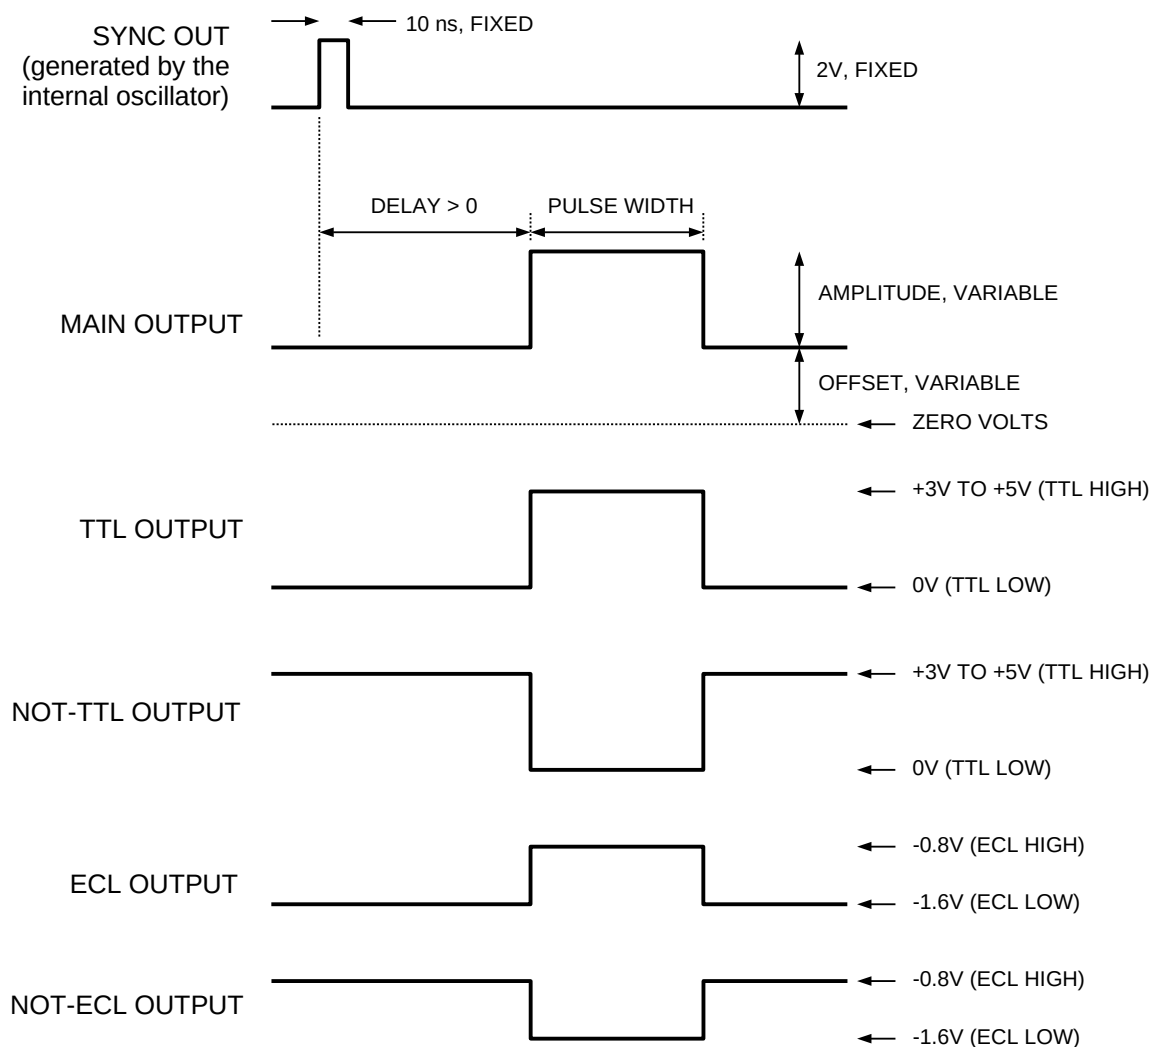 10 ns, FIXED
SYNC OUT
(generated by the
internal oscillator)
2V, FIXED
DELAY > 0
PULSE WIDTH
AMPLITUDE, VARIABLE
MAIN OUTPUT
OFFSET, VARIABLE
ZERO VOLTS
+3V TO +5V (TTL HIGH)
TTL OUTPUT
0V (TTL LOW)
+3V TO +5V (TTL HIGH)
NOT-TTL OUTPUT
0V (TTL LOW)
-0.8V (ECL HIGH)
ECL OUTPUT
-1.6V (ECL LOW)
-0.8V (ECL HIGH)
NOT-ECL OUTPUT
-1.6V (ECL LOW)